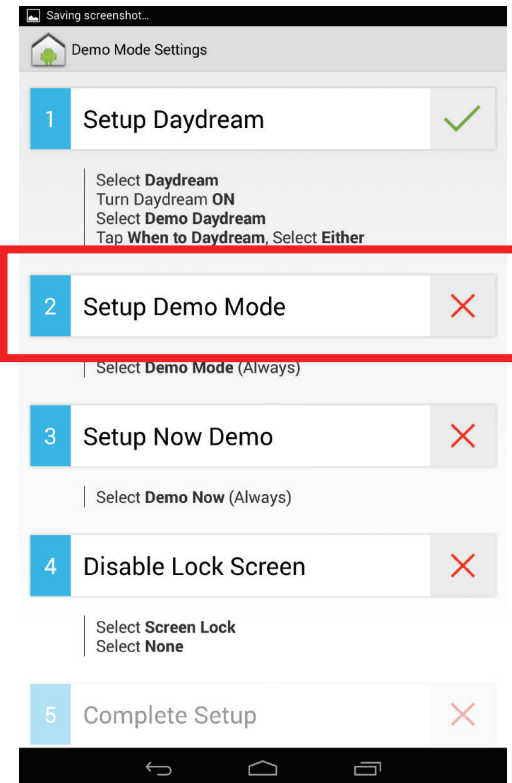 Saving screenshot...
Demo Mode Settings
1 Setup Daydream
Select Daydream
Turn Daydream ON
Select Demo Daydream
Tap When to Daydream, Select Either
2 Setup Demo Mode
Select Demo Mode (Always)
3 Setup Now Demo
Select Demo Now (Always)
4 Disable Lock Screen
Select Screen Lock
Select None
5 Complete Setup